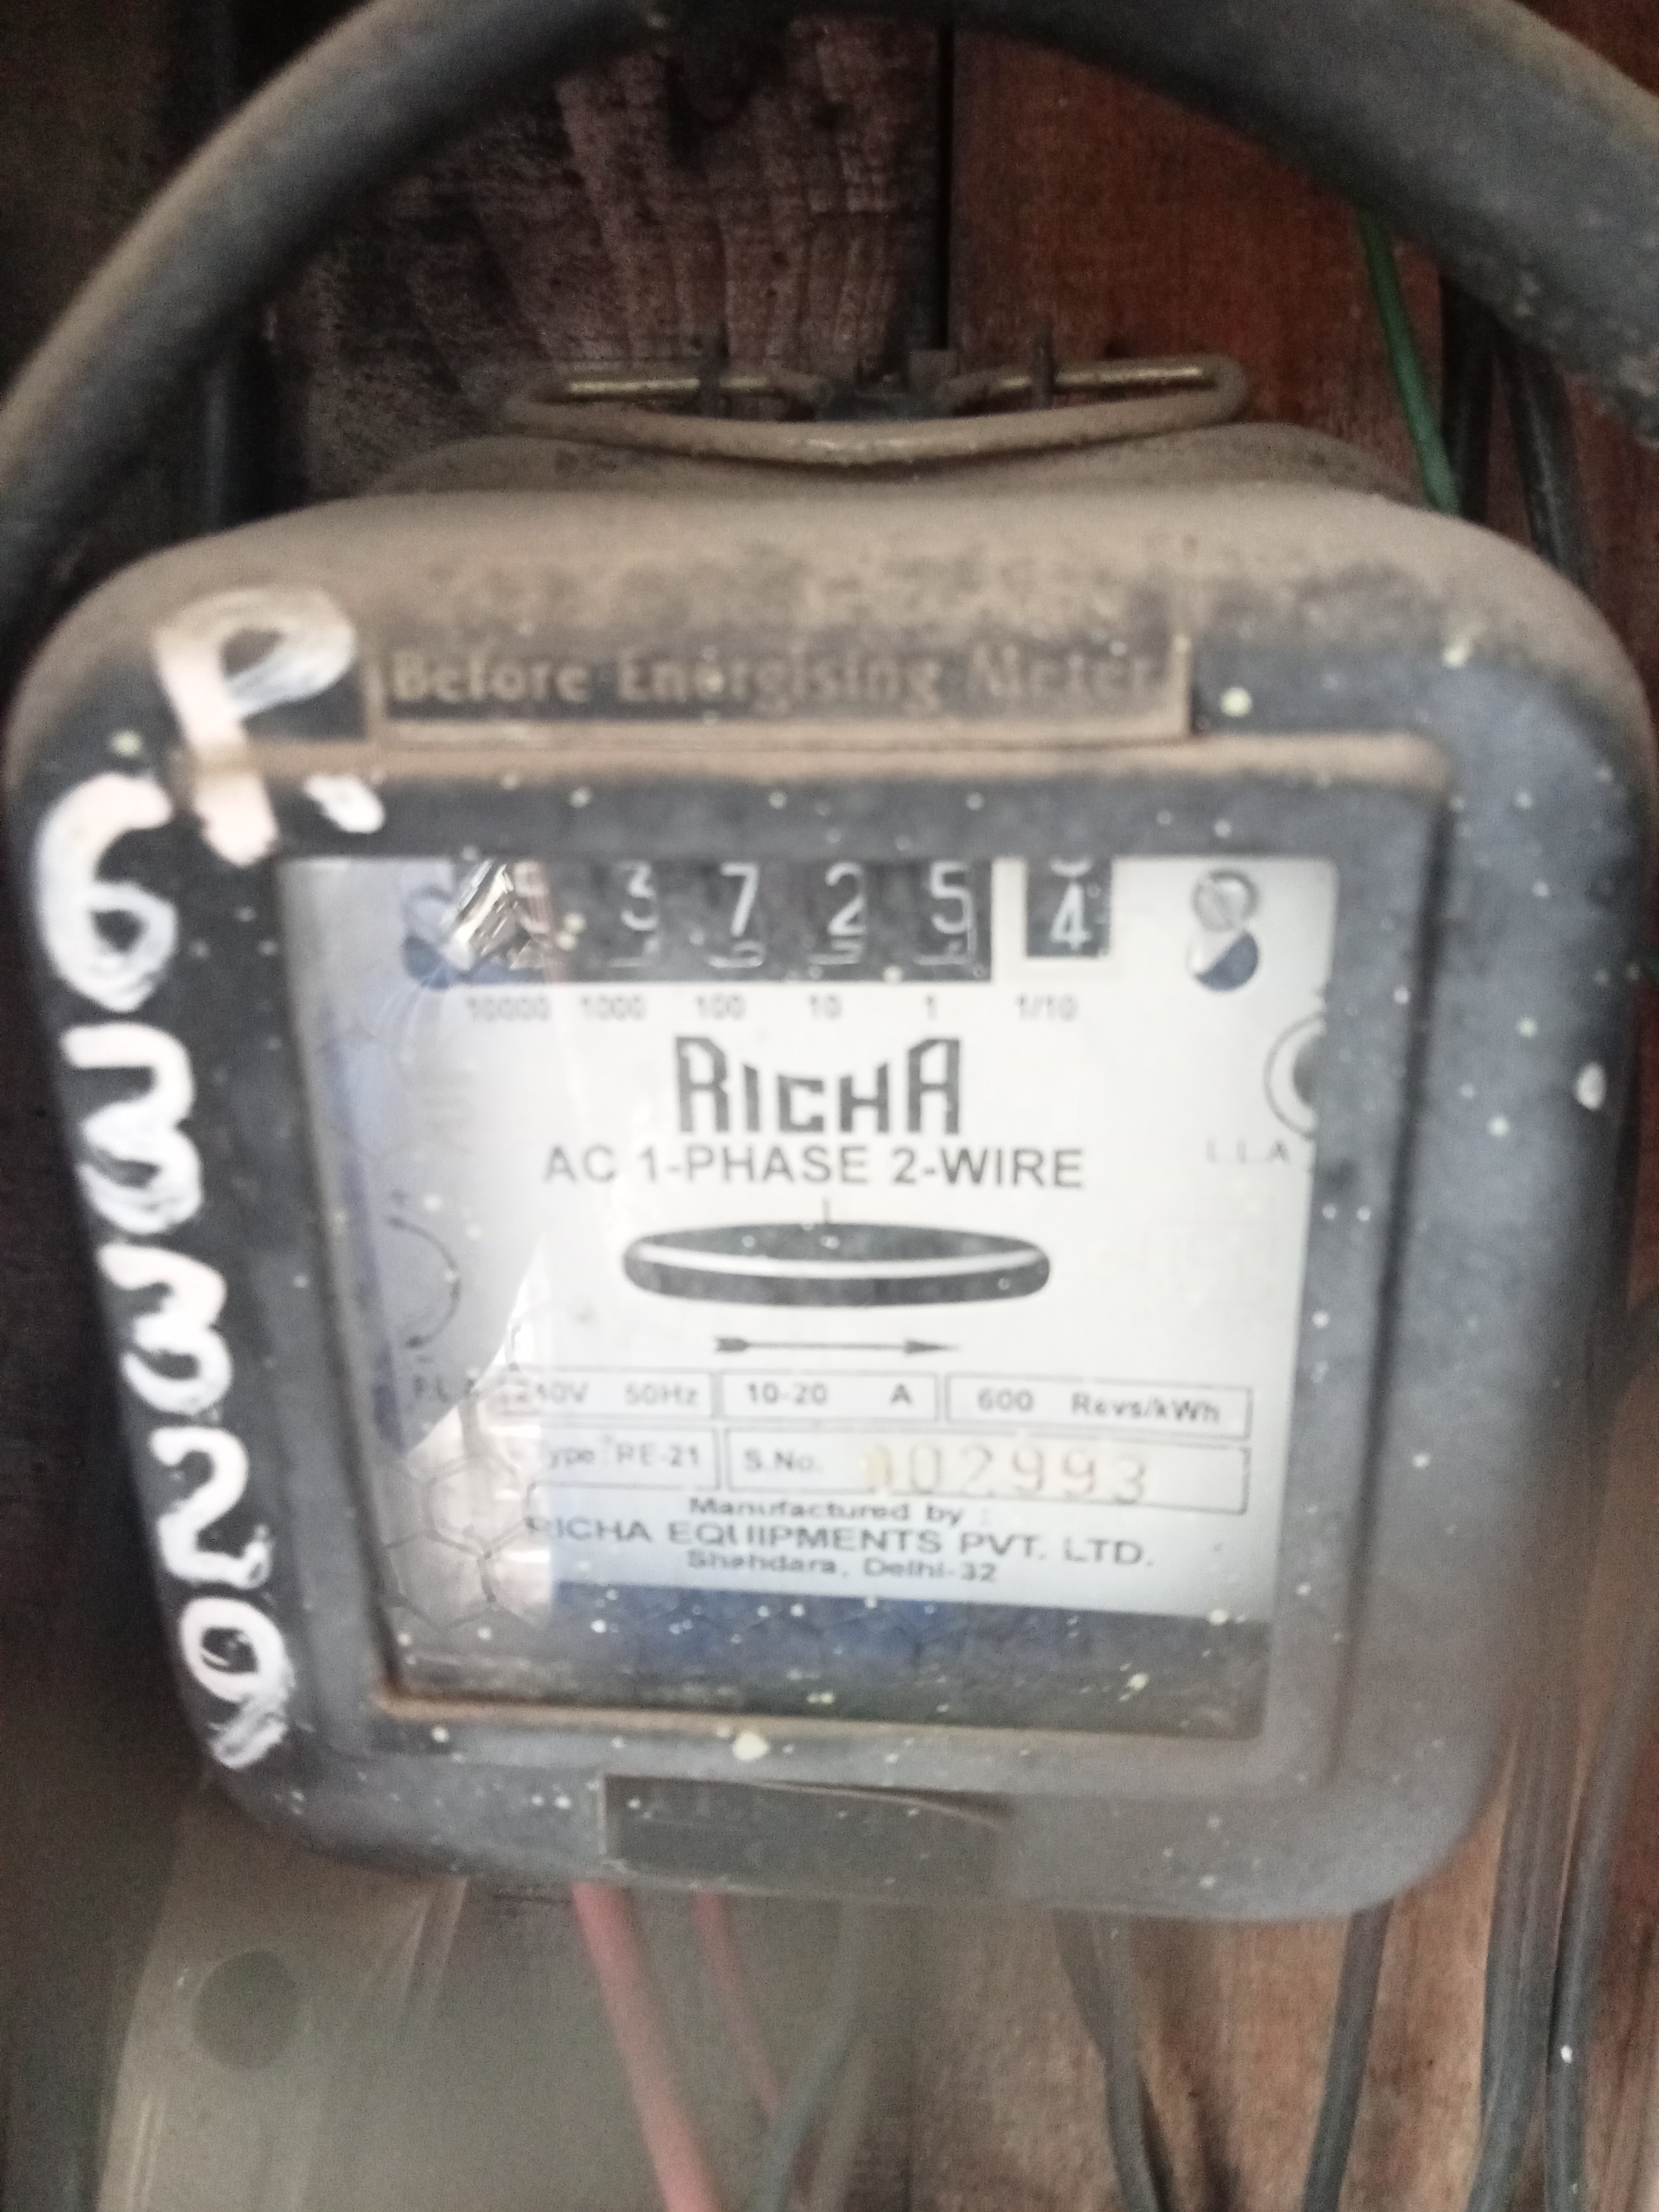 Before Energising Meter
3 7 2 5 4
10000 1000 100 10 1 1/10
RICHA
AC 1-PHASE 2-WIRE
L.L.A
240V 50Hz 10-20 A 600 Revs/kWh
Type RE-21 S.No. 002993
Manufactured by :
RICHA EQUIIPMENTS PVT. LTD.
Shahdara, Delhi-32